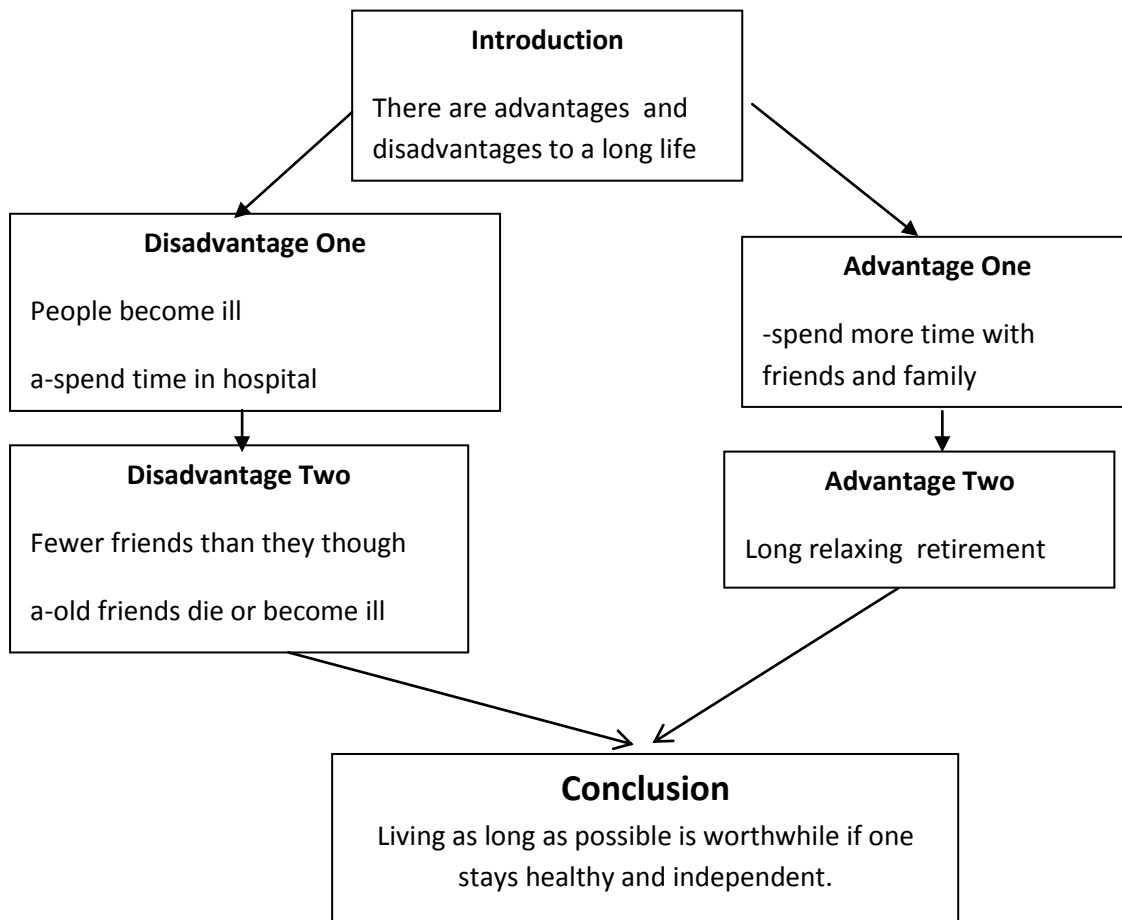 Introduction
There are advantages and
disadvantages to a long life
Disadvantage One
People become ill
a-spend time in hospital
Advantage One
-spend more time with
friends and family
Disadvantage Two
Fewer friends than they though
a-old friends die or become ill
Advantage Two
Long relaxing retirement
Conclusion
Living as long as possible is worthwhile if one
stays healthy and independent.